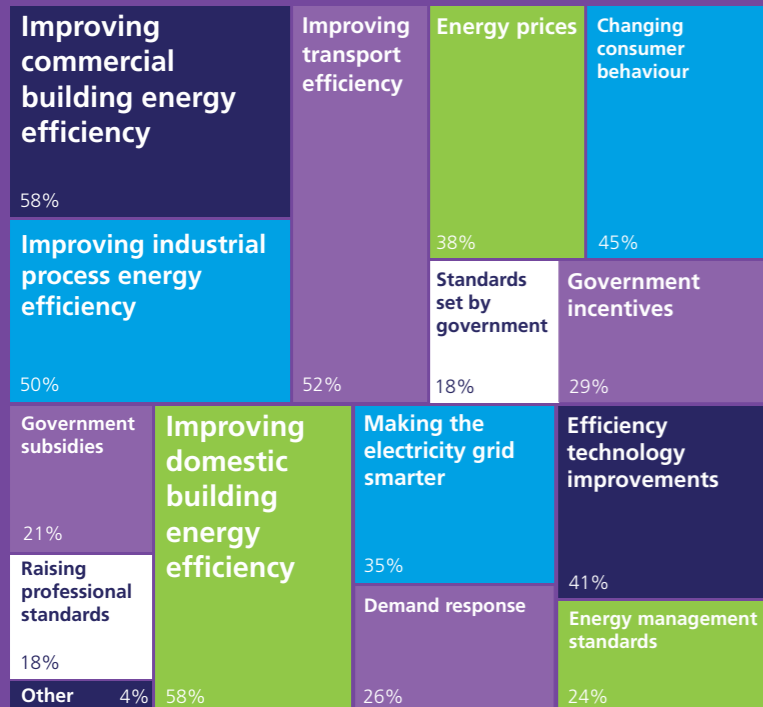 Improving
commercial
building energy
efficiency
58%
Improving
transport
efficiency
52%
Energy prices
38%
Changing
consumer
behaviour
45%
Improving industrial
process energy
efficiency
50%
Standards
set by
government
18%
Government
incentives
29%
Government
subsidies
21%
Improving
domestic
building
energy
efficiency
58%
Making the
electricity grid
smarter
35%
Efficiency
technology
improvements
41%
Raising
professional
standards
18%
Demand response
26%
Energy management
standards
24%
Other 4%